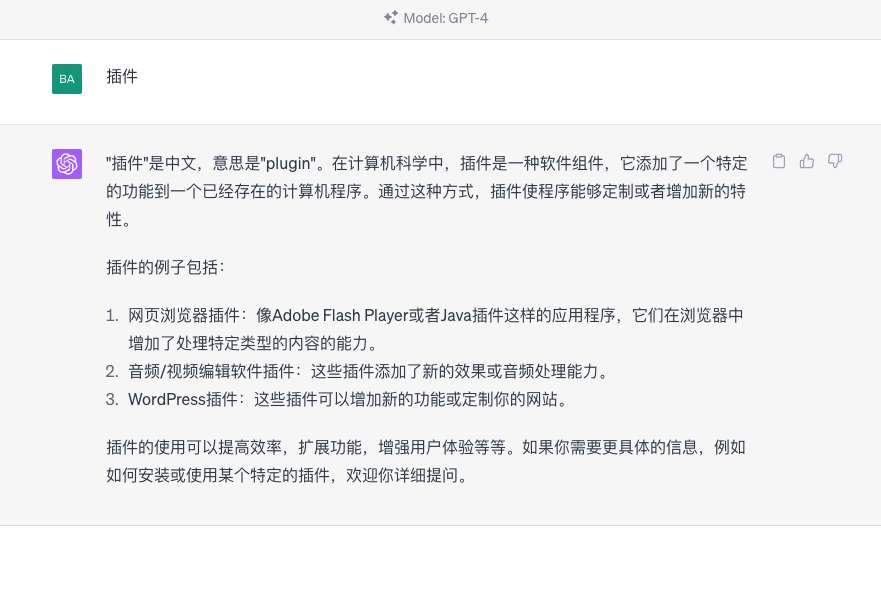 Model: GPT-4
BA
插件
"插件"是中文，意思是"plugin"。在计算机科学中，插件是一种软件组件，它添加了一个特定
的功能到一个已经存在的计算机程序。通过这种方式，插件使程序能够定制或者增加新的特
性。
插件的例子包括：
1. 网页浏览器插件：像Adobe Flash Player或者Java插件这样的应用程序，它们在浏览器中
增加了处理特定类型的内容的能力。
2. 音频/视频编辑软件插件：这些插件添加了新的效果或音频处理能力。
3. WordPress插件：这些插件可以增加新的功能或定制你的网站。
插件的使用可以提高效率，扩展功能，增强用户体验等等。如果你需要更具体的信息，例如
如何安装或使用某个特定的插件，欢迎你详细提问。